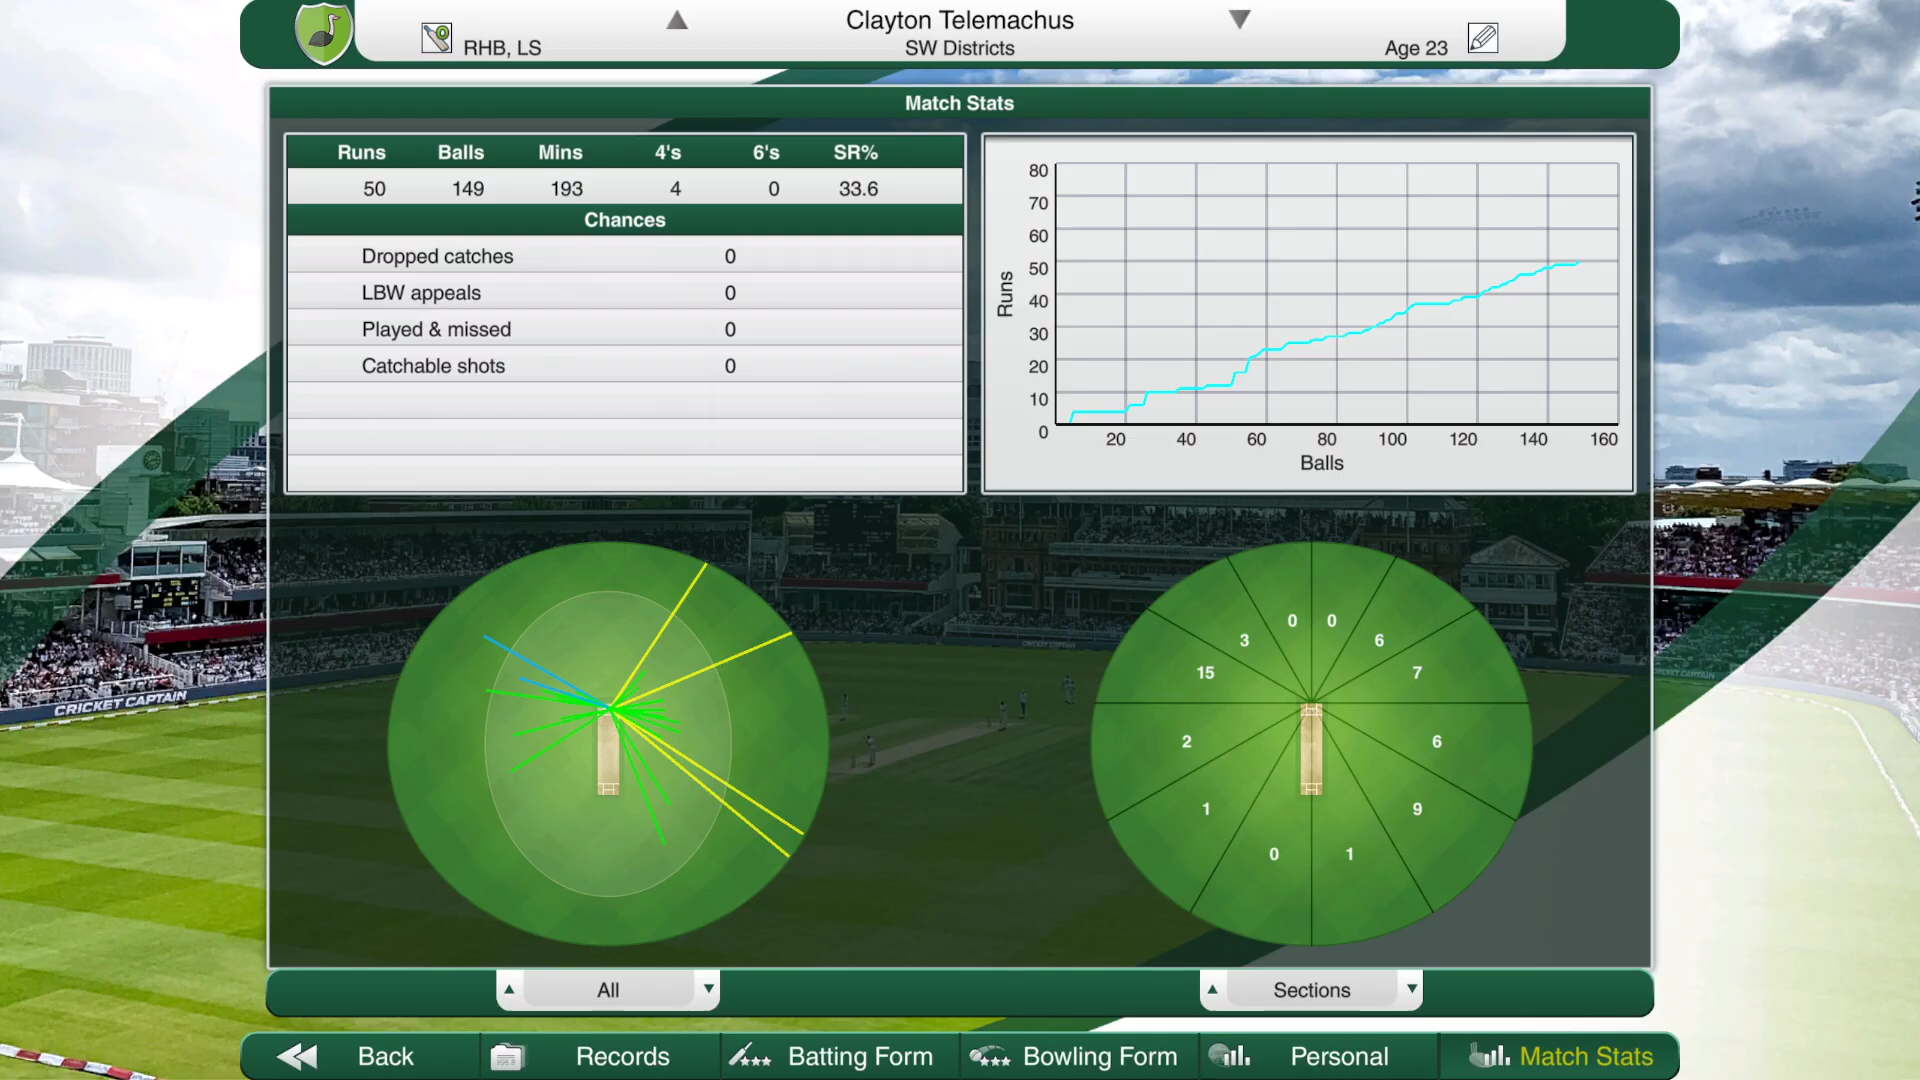 Clayton Telemachus
RHB, LS
SW Districts
Age 23
Match Stats
Runs Balls Mins 4's 6's SR%
50 149 193 4 0 33.6
Chances
Dropped catches 0
LBW appeals 0
Played & missed 0
Catchable shots 0
80
70
60
50
40
30
20
10
0
Runs
20 40 60 80 100 120 140 160
Balls
0 0
3 6
15 7
2 6
1 9
0 1
CRICKET CAPTAIN
CRICKET CAPTAIN
CRICKET CAPTAIN
All
Sections
Back
Records
Batting Form
Bowling Form
Personal
Match Stats